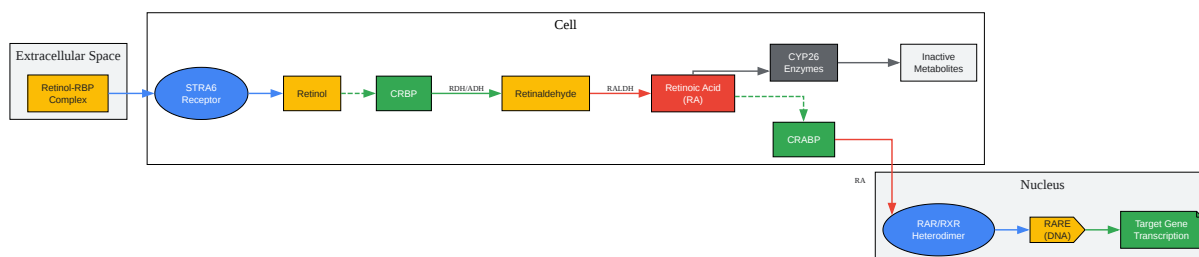 Cell
Extracellular Space
Retinol-RBP
Complex
STRA6
Receptor
Retinol
CRBP
RDH/ADH
Retinaldehyde
RALDH
Retinoic Acid
(RA)
CYP26
Enzymes
Inactive
Metabolites
CRABP
RA
Nucleus
RAR/RXR
Heterodimer
RARE
(DNA)
Target Gene
Transcription